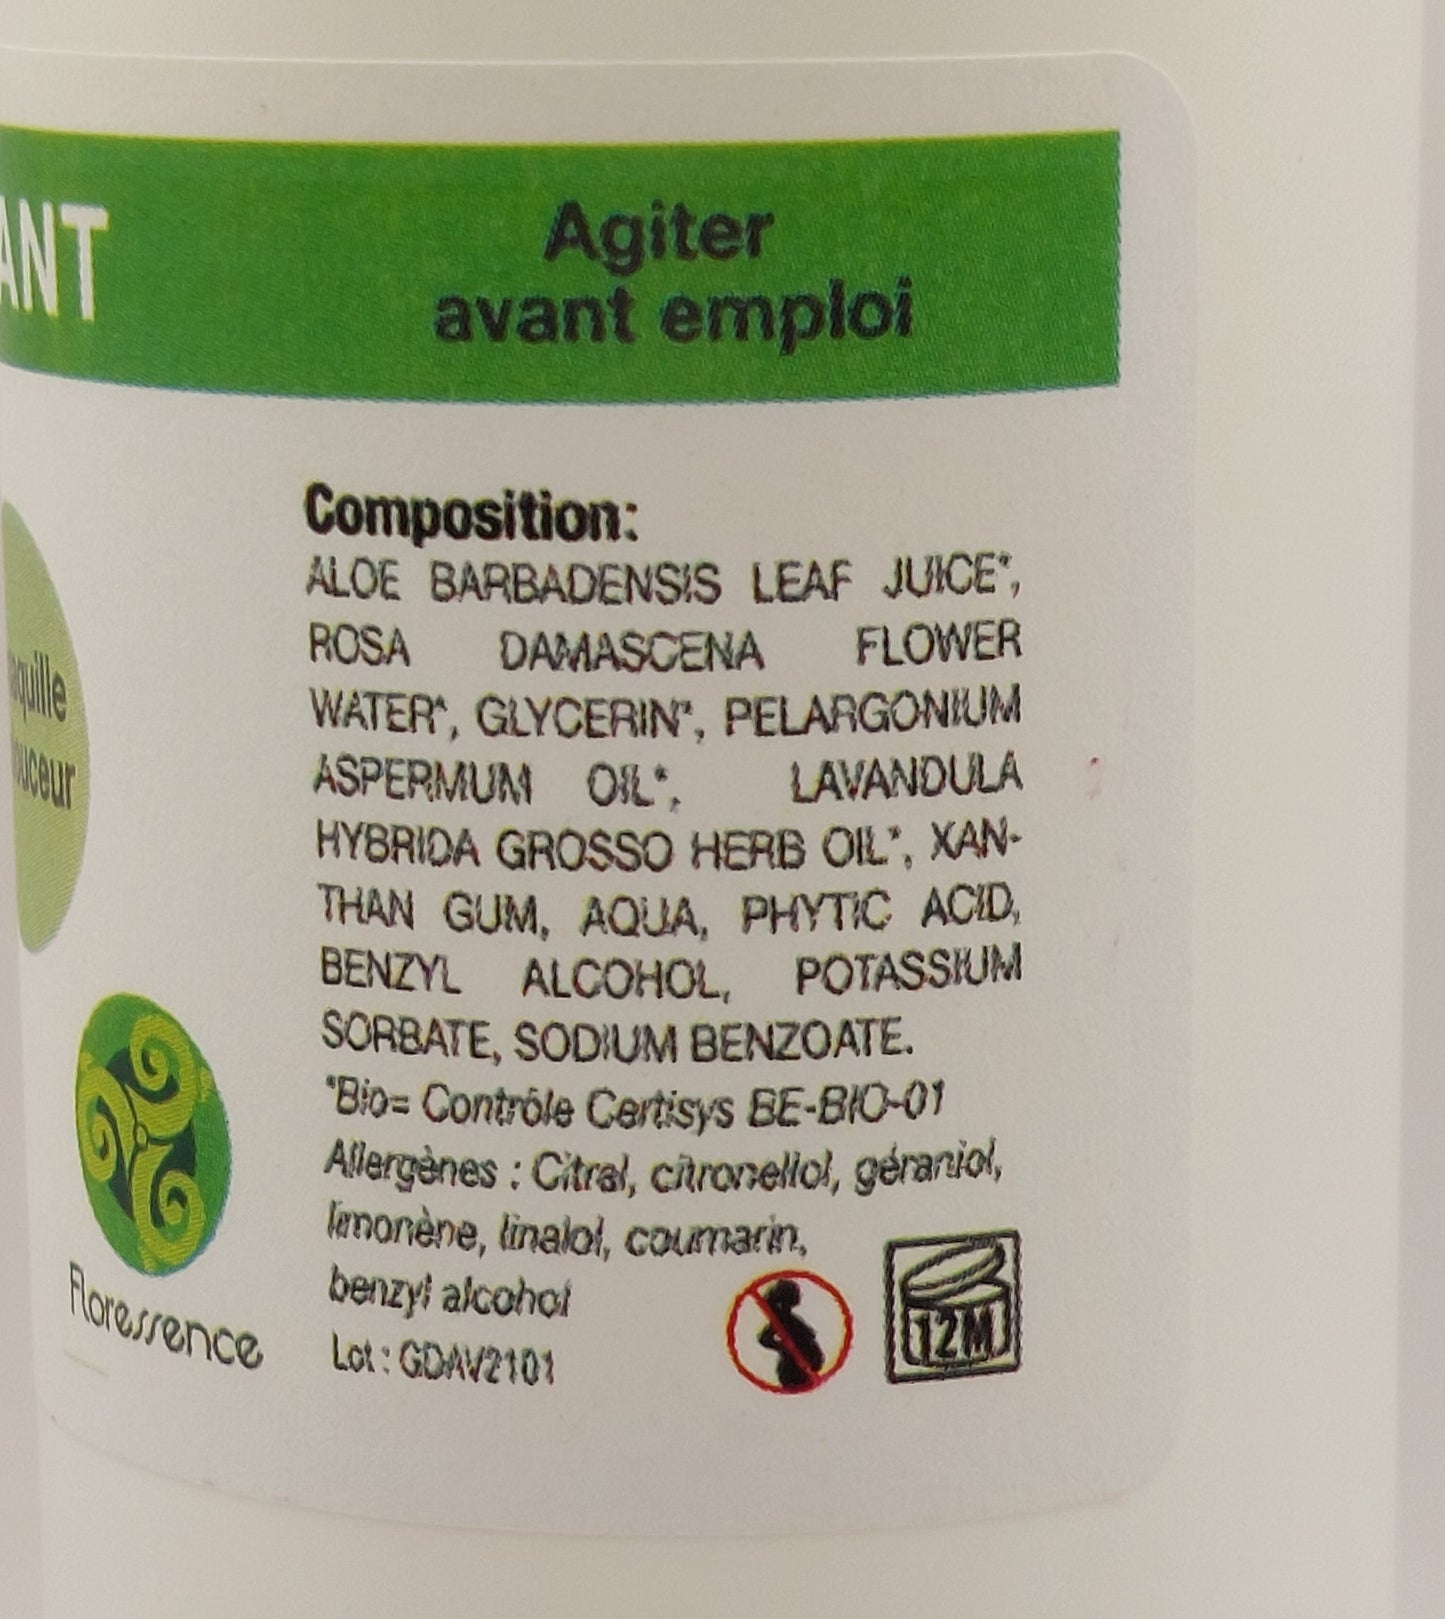 ANT
Agiter
avant emploi
Composition:
ALOE BARBADENSIS LEAF JUICE*,
ROSA DAMASCENA FLOWER
WATER*, GLYCERIN*, PELARGONIUM
ASPERMUM OIL*, LAVANDULA
HYBRIDA GROSSO HERB OIL*, XAN-
THAN GUM, AQUA, PHYTIC ACID,
BENZYL ALCOHOL, POTASSIUM
SORBATE, SODIUM BENZOATE.
*Bio= Contrôle Certisys BE-BIO-01
Allergènes : Citral, citronellol, géraniol,
limonène, linalol, coumarin,
benzyl alcohol
Lot : GDAV2101
12M
aquille
ouceur
Floressence